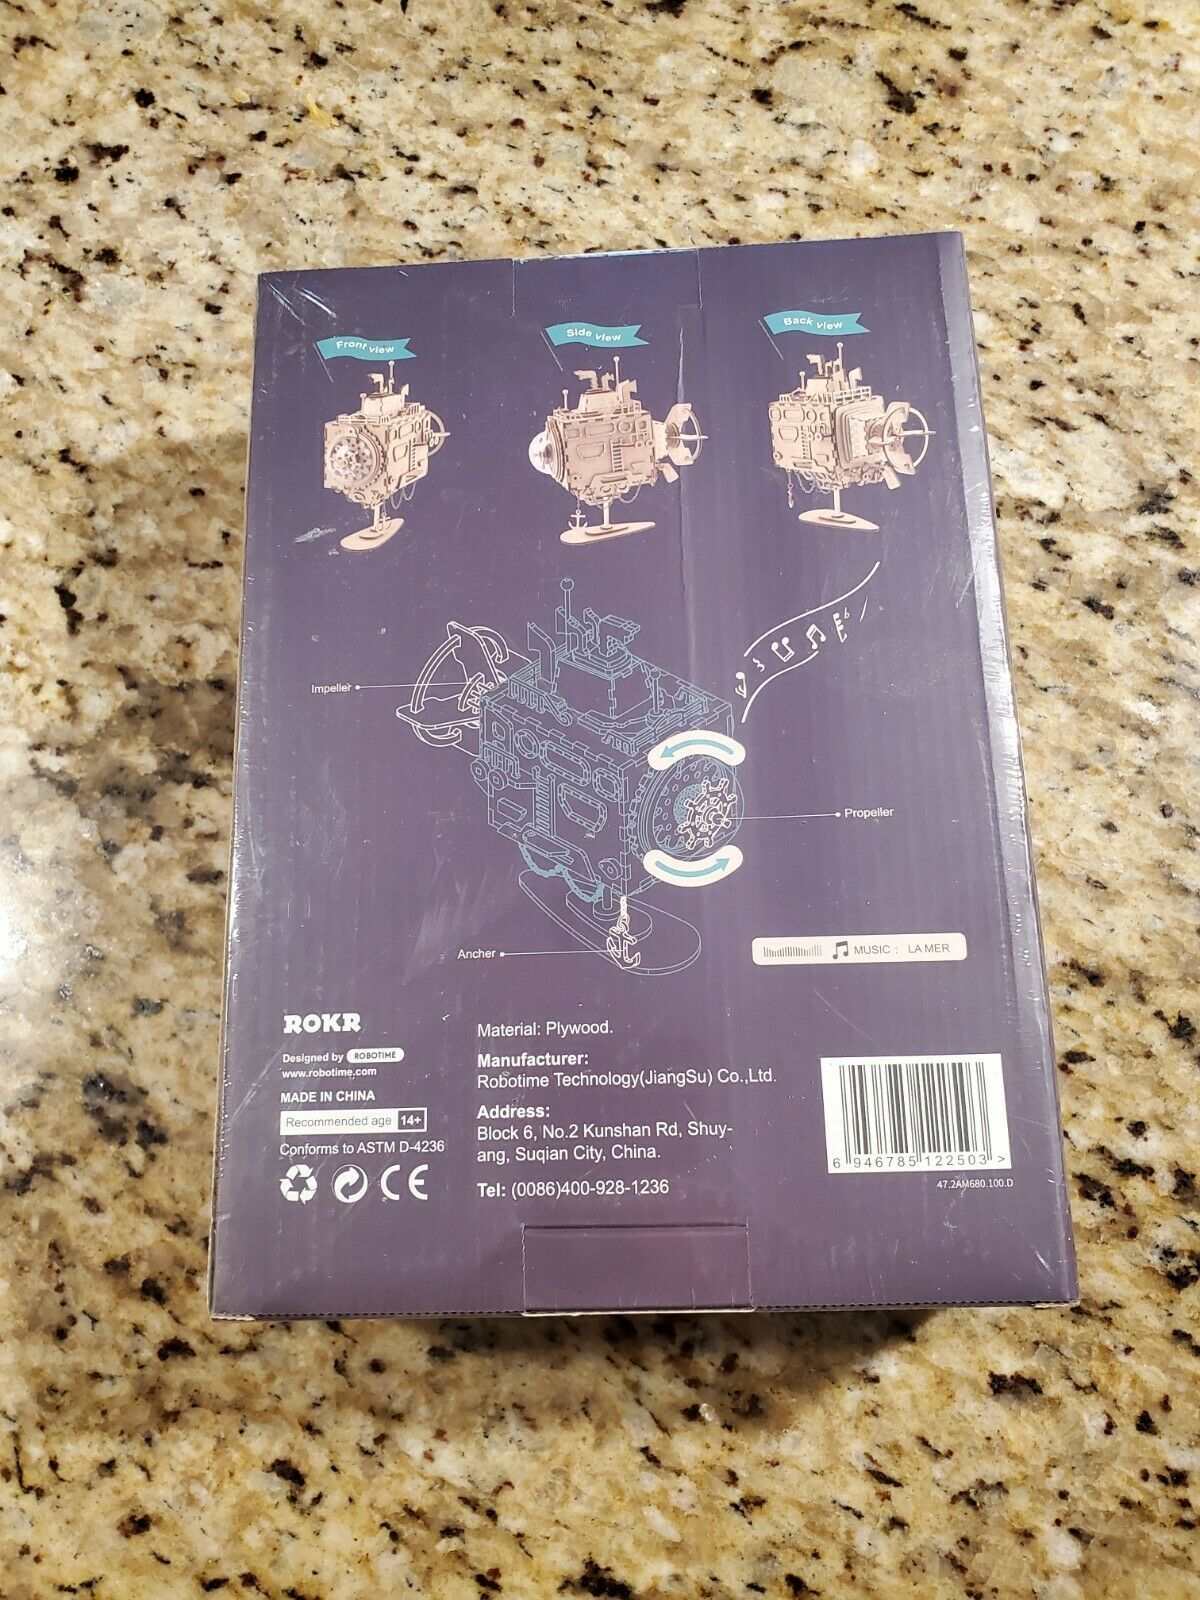 Front view
Side view
Back view
Impeller
Propeller
Ancher
MUSIC : LA MER
ROKR
Designed by ROBOTIME
www.robotime.com
MADE IN CHINA
Recommended age 14+
Conforms to ASTM D-4236
CE
Material: Plywood.
Manufacturer:
Robotime Technology(JiangSu) Co.,Ltd.
Address:
Block 6, No.2 Kunshan Rd, Shuy-
ang, Suqian City, China.
Tel: (0086)400-928-1236
6 946785 122503 >
47.2AM680.100.D